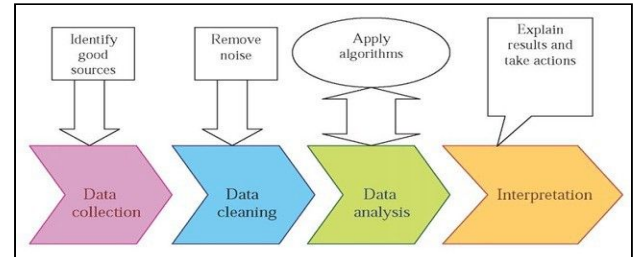 Identify
good
sources
Remove
noise
Apply
algorithms
Explain
results and
take actions
Data
collection
Data
cleaning
Data
analysis
Interpretation